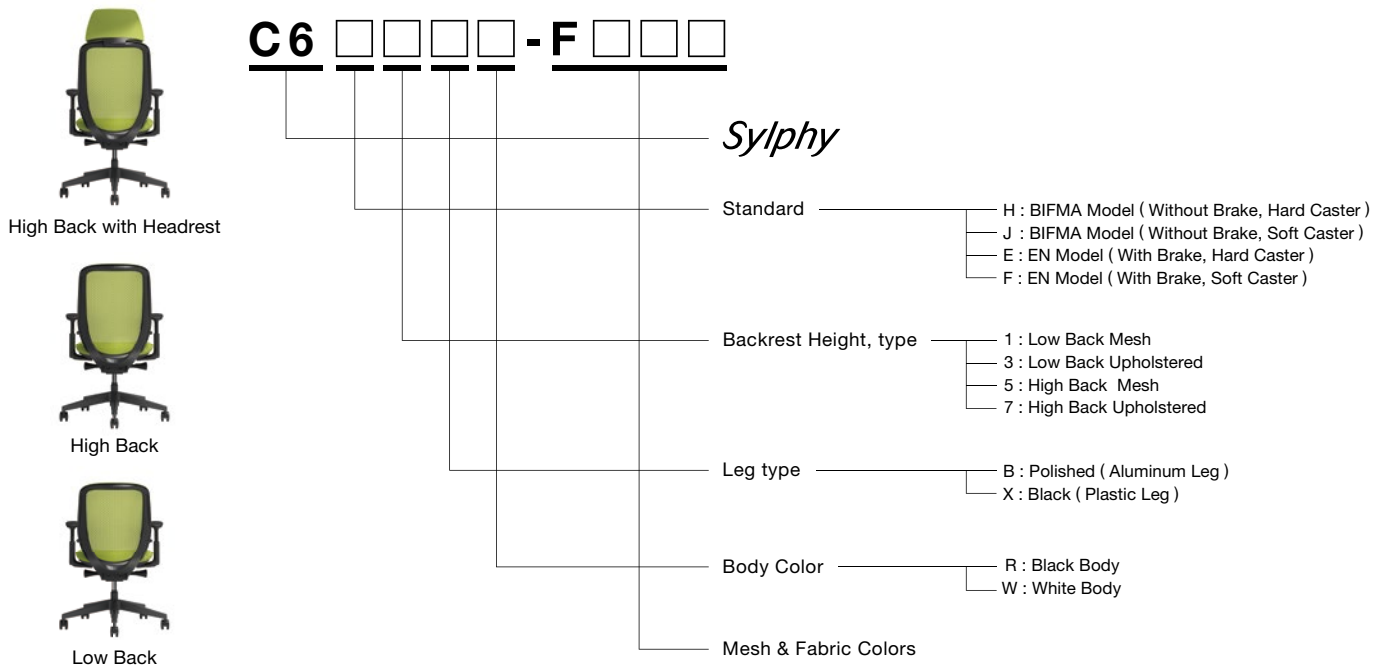 C6 □□□□-F□□□
Sylphy
High Back with Headrest
High Back
Low Back
Standard
H : BIFMA Model ( Without Brake, Hard Caster )
J : BIFMA Model ( Without Brake, Soft Caster )
E : EN Model ( With Brake, Hard Caster )
F : EN Model ( With Brake, Soft Caster )
Backrest Height, type
1 : Low Back Mesh
3 : Low Back Upholstered
5 : High Back Mesh
7 : High Back Upholstered
Leg type
B : Polished ( Aluminum Leg )
X : Black ( Plastic Leg )
Body Color
R : Black Body
W : White Body
Mesh & Fabric Colors